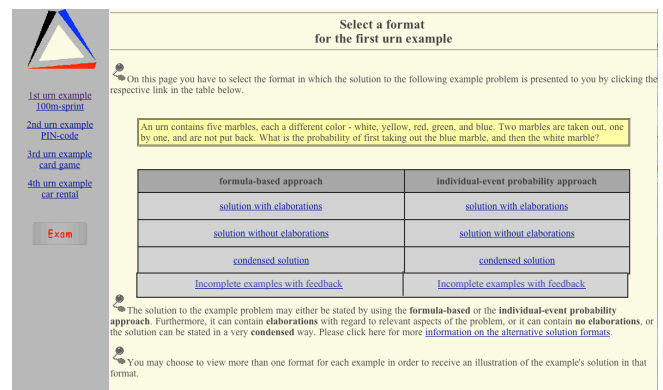 Select a format
for the first urn example
On this page you have to select the format in which the solution to the following example problem is presented to you by clicking the
respective link in the table below.
1st urn example
100m-sprint
2nd urn example
PIN-code
3rd urn example
card game
4th urn example
car rental
Exam
An urn contains five marbles, each a different color - white, yellow, red, green, and blue. Two marbles are taken out, one
by one, and are not put back. What is the probability of first taking out the blue marble, and then the white marble?
formula-based approach individual-event probability approach
solution with elaborations solution with elaborations
solution without elaborations solution without elaborations
condensed solution condensed solution
Incomplete examples with feedback Incomplete examples with feedback
The solution to the example problem may either be stated by using the formula-based or the individual-event probability
approach. Furthermore, it can contain elaborations with regard to relevant aspects of the problem, or it can contain no elaborations, or
the solution can be stated in a very condensed way. Please click here for more information on the alternative solution formats.
You may choose to view more than one format for each example in order to receive an illustration of the example's solution in that
format.